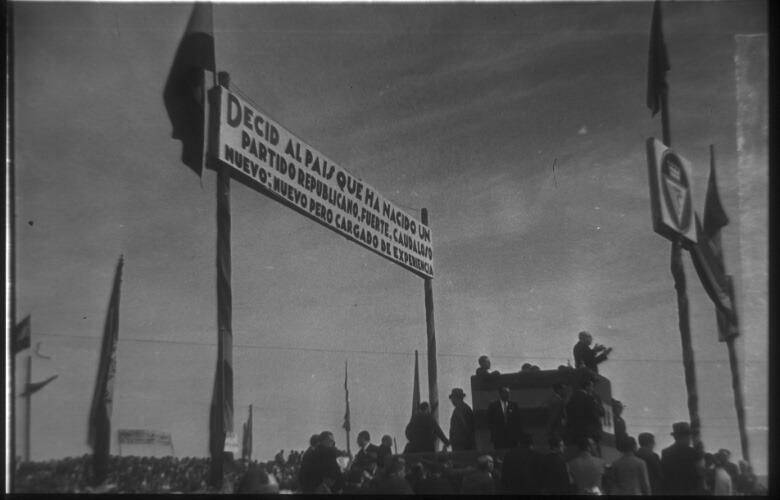 DECID AL PAIS QUE HA NACIDO UN
PARTIDO REPUBLICANO, FUERTE, CAUDALOSO
NUEVO: NUEVO PERO CARGADO DE EXPERIENCIA